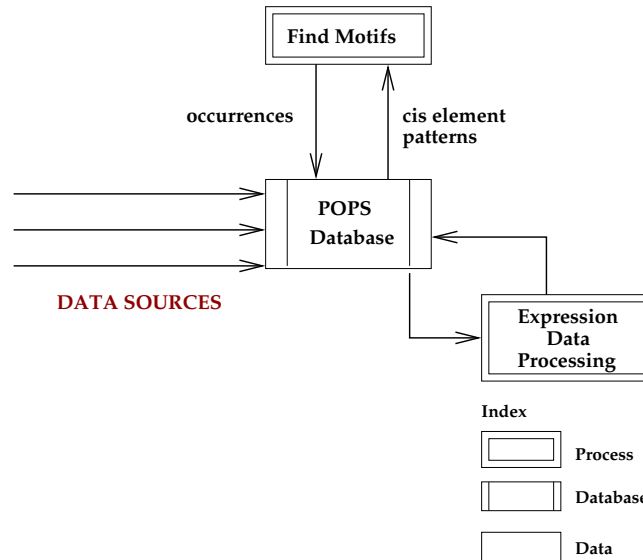 Find Motifs
occurrences
cis element
patterns
POPS
Database
DATA SOURCES
Expression
Data
Processing
Index
Process
Database
Data